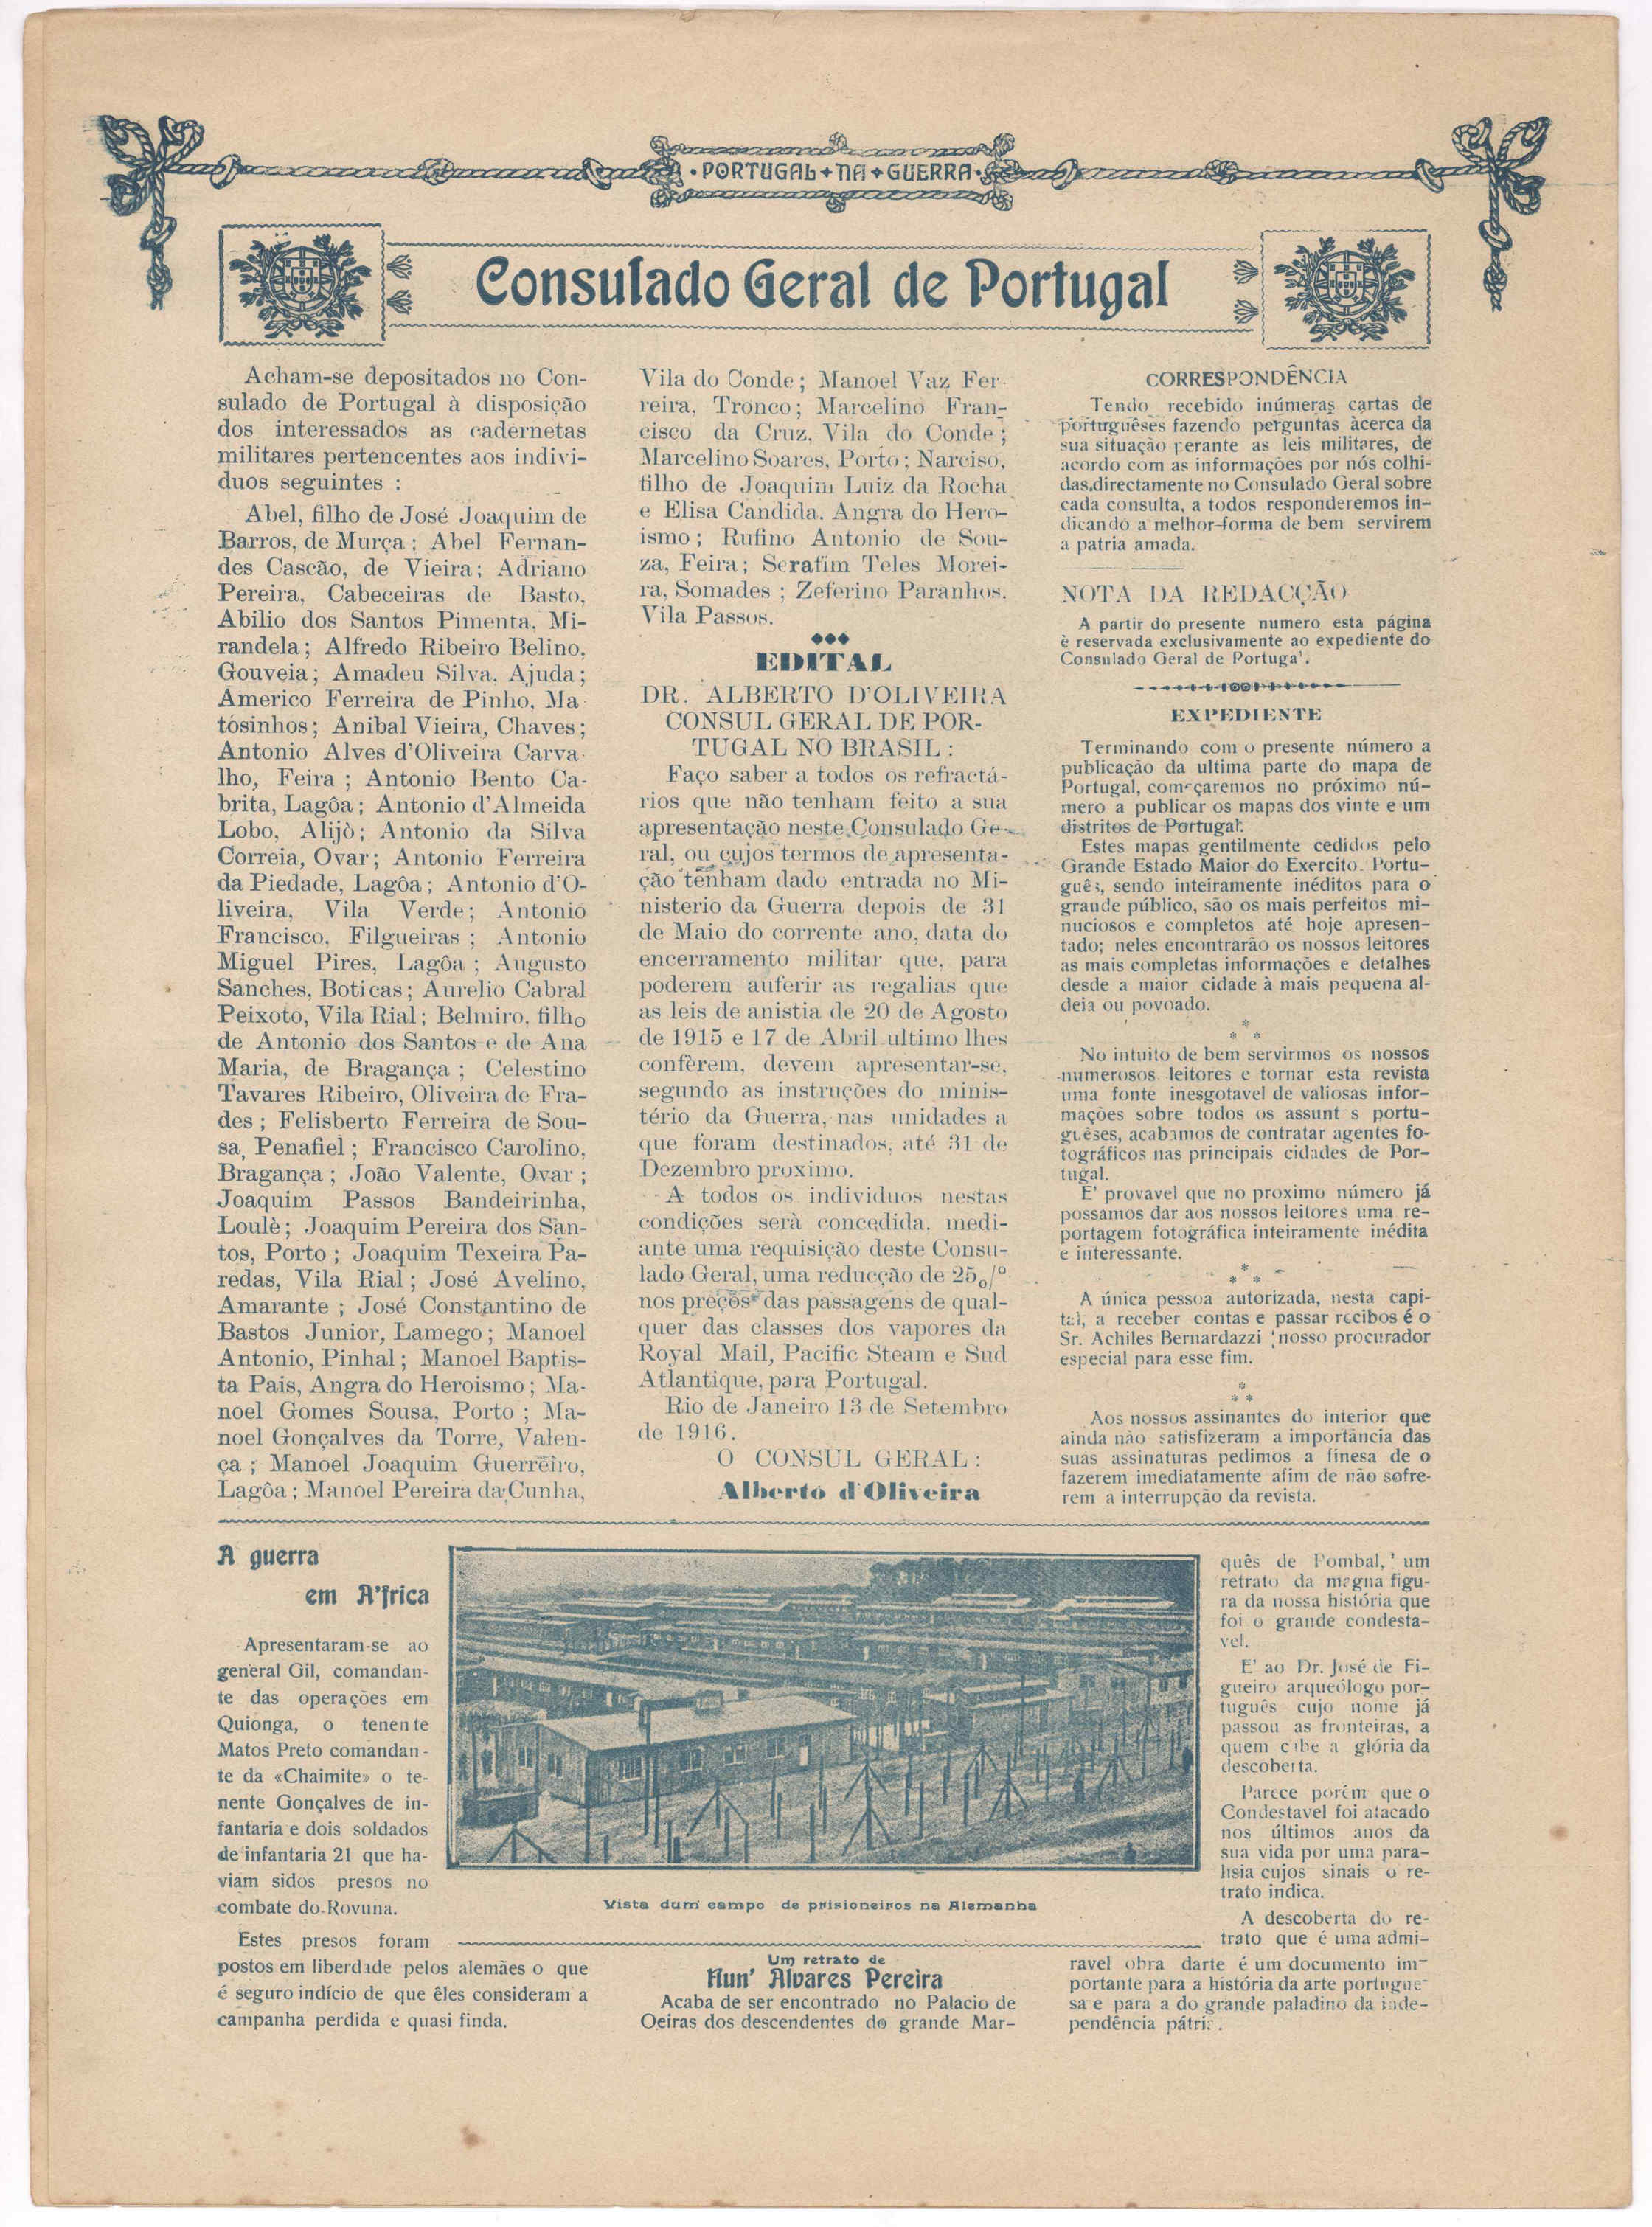 · PORTUGAL + NA + GUERRA ·
Consulado Geral de Portugal
Acham-se depositados no Con-
sulado de Portugal à disposição
dos interessados as cadernetas
militares pertencentes aos indivi-
duos seguintes :
Abel, filho de José Joaquim de
Barros, de Murça ; Abel Fernan-
des Cascão, de Vieira ; Adriano
Pereira, Cabeceiras de Basto,
Abilio dos Santos Pimenta, Mi-
randela ; Alfredo Ribeiro Belino,
Gouveia ; Amadeu Silva, Ajuda ;
Americo Ferreira de Pinho, Ma
tósinhos ; Anibal Vieira, Chaves ;
Antonio Alves d'Oliveira Carva
lho, Feira ; Antonio Bento Ca-
brita, Lagôa ; Antonio d'Almeida
Lobo, Alijò ; Antonio da Silva
Correia, Ovar ; Antonio Ferreira
da Piedade, Lagôa ; Antonio d'O-
liveira, Vila Verde ; Antonio
Francisco, Filgueiras ; Antonio
Miguel Pires, Lagôa ; Augusto
Sanches, Boticas ; Aurelio Cabral
Peixoto, Vila Rial ; Belmiro, filho
de Antonio dos Santos e de Ana
Maria, de Bragança ; Celestino
Tavares Ribeiro, Oliveira de Fra-
des ; Felisberto Ferreira de Sou-
sa, Penafiel ; Francisco Carolino,
Bragança ; João Valente, Ovar ;
Joaquim Passos Bandeirinha,
Loulè ; Joaquim Pereira dos San-
tos, Porto ; Joaquim Texeira Pa-
redas, Vila Rial ; José Avelino,
Amarante ; José Constantino de
Bastos Junior, Lamego ; Manoel
Antonio, Pinhal ; Manoel Baptis-
ta Pais, Angra do Heroismo ; Ma-
noel Gomes Sousa, Porto ; Ma-
noel Gonçalves da Torre, Valen-
ça ; Manoel Joaquim Guerreiro,
Lagôa ; Manoel Pereira da Cunha,
Vila do Conde ; Manoel Vaz Fer-
reira, Tronco ; Marcelino Fran-
cisco da Cruz, Vila do Conde ;
Marcelino Soares, Porto ; Narciso,
filho de Joaquim Luiz da Rocha
e Elisa Candida, Angra do Hero-
ismo ; Rufino Antonio de Sou-
za, Feira ; Serafim Teles Morei-
ra, Somades ; Zeferino Paranhos,
Vila Passos.
EDITAL
DR. ALBERTO D'OLIVEIRA
CONSUL GERAL DE POR-
TUGAL NO BRASIL :
Faço saber a todos os refractá-
rios que não tenham feito a sua
apresentação neste Consulado Ge-
ral, ou cujos termos de apresenta-
ção tenham dado entrada no Mi-
nisterio da Guerra depois de 31
de Maio do corrente ano, data do
encerramento militar que, para
poderem auferir as regalias que
as leis de anistia de 20 de Agosto
de 1915 e 17 de Abril ultimo lhes
confèrem, devem apresentar-se,
segundo as instruções do minis-
tério da Guerra, nas unidades a
que foram destinados, até 31 de
Dezembro proximo.
A todos os individuos nestas
condições serà concedida, medi-
ante uma requisição deste Consu-
lado Geral, uma reducção de 25o/°
nos preços das passagens de qual-
quer das classes dos vapores da
Royal Mail, Pacific Steam e Sud
Atlantique, para Portugal.
Rio de Janeiro 13 de Setembro
de 1916.
O CONSUL GERAL :
Alberto d'Oliveira
CORRESPONDÊNCIA
Tendo recebido inúmeras cartas de
portuguêses fazendo perguntas àcerca da
sua situação perante as leis militares, de
acordo com as informações por nós colhi-
das,directamente no Consulado Geral sobre
cada consulta, a todos responderemos in-
dicando a melhor forma de bem servirem
a patria amada.
NOTA DA REDACÇÃO
A partir do presente numero esta página
è reservada exclusivamente ao expediente do
Consulado Geral de Portuga'.
EXPEDIENTE
Terminando com o presente número a
publicação da ultima parte do mapa de
Portugal, começaremos no próximo nú-
mero a publicar os mapas dos vinte e um
distritos de Portugal.
Estes mapas gentilmente cedidos pelo
Grande Estado Maior do Exercito Portu-
guês, sendo inteiramente inéditos para o
grande público, são os mais perfeitos mi-
nuciosos e completos até hoje apresen-
tado; neles encontrarão os nossos leitores
as mais completas informações e detalhes
desde a maior cidade à mais pequena al-
deia ou povoado.
*
* *
No intuito de bem servirmos os nossos
numerosos leitores e tornar esta revista
uma fonte inesgotavel de valiosas infor-
mações sobre todos os assunt s portu-
guêses, acabamos de contratar agentes fo-
tográficos nas principais cidades de Por-
tugal.
E' provavel que no proximo número já
possamos dar aos nossos leitores uma re-
portagem fotográfica inteiramente inédita
e interessante.
*
* *
A única pessoa autorizada, nesta capi-
tal, a receber contas e passar recibos é o
Sr. Achiles Bernardazzi nosso procurador
especial para esse fim.
*
* *
Aos nossos assinantes do interior que
ainda não satisfizeram a importância das
suas assinaturas pedimos a finesa de o
fazerem imediatamente afim de não sofre-
rem a interrupção da revista.
A guerra
em A'frica
Apresentaram-se ao
general Gil, comandan-
te das operações em
Quionga, o tenente
Matos Preto comandan-
te da «Chaimite» o te-
nente Gonçalves de in-
fantaria e dois soldados
de infantaria 21 que ha-
viam sidos presos no
combate do Rovuna.
Estes presos foram
postos em liberdade pelos alemães o que
é seguro indício de que êles consideram a
campanha perdida e quasi finda.
Vista dum campo de prisioneiros na Alemanha
Um retrato de
Nun' Alvares Pereira
Acaba de ser encontrado no Palacio de
Oeiras dos descendentes do grande Mar-
quês de Pombal, um
retrato da magna figu-
ra da nossa história que
foi o grande condesta-
vel.
E' ao Dr. José de Fi-
gueiro arqueólogo por-
tuguês cujo nome já
passou as fronteiras, a
quem cabe a glória da
descoberta.
Parece porém que o
Condestavel foi atacado
nos últimos anos da
sua vida por uma para-
lisia cujos sinais o re-
trato indica.
A descoberta do re-
trato que é uma admi-
ravel obra darte é um documento im-
portante para a história da arte portugue-
sa e para a do grande paladino da inde-
pendência pátria.